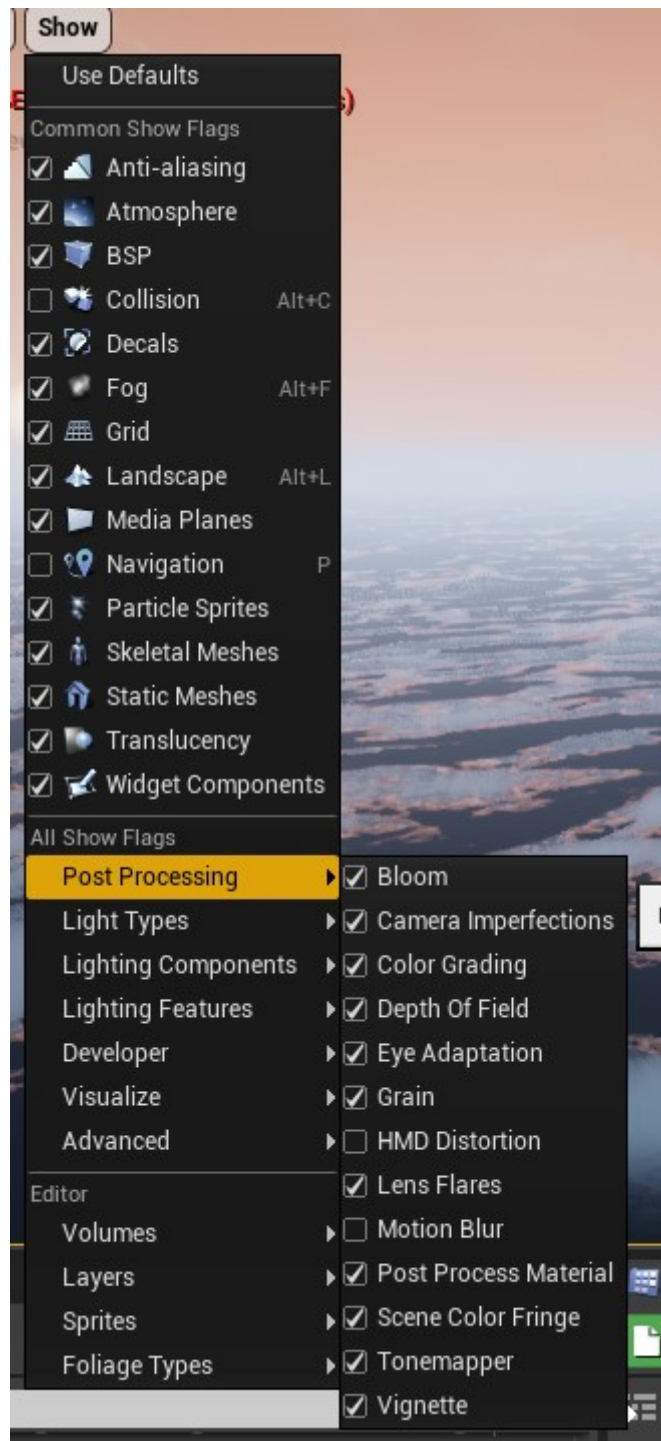 Show
Use Defaults
Common Show Flags
Anti-aliasing
Atmosphere
BSP
Collision Alt+C
Decals
Fog Alt+F
Grid
Landscape Alt+L
Media Planes
Navigation P
Particle Sprites
Skeletal Meshes
Static Meshes
Translucency
Widget Components
All Show Flags
Post Processing
Light Types
Lighting Components
Lighting Features
Developer
Visualize
Advanced
Editor
Volumes
Layers
Sprites
Foliage Types
Bloom
Camera Imperfections
Color Grading
Depth Of Field
Eye Adaptation
Grain
HMD Distortion
Lens Flares
Motion Blur
Post Process Material
Scene Color Fringe
Tonemapper
Vignette